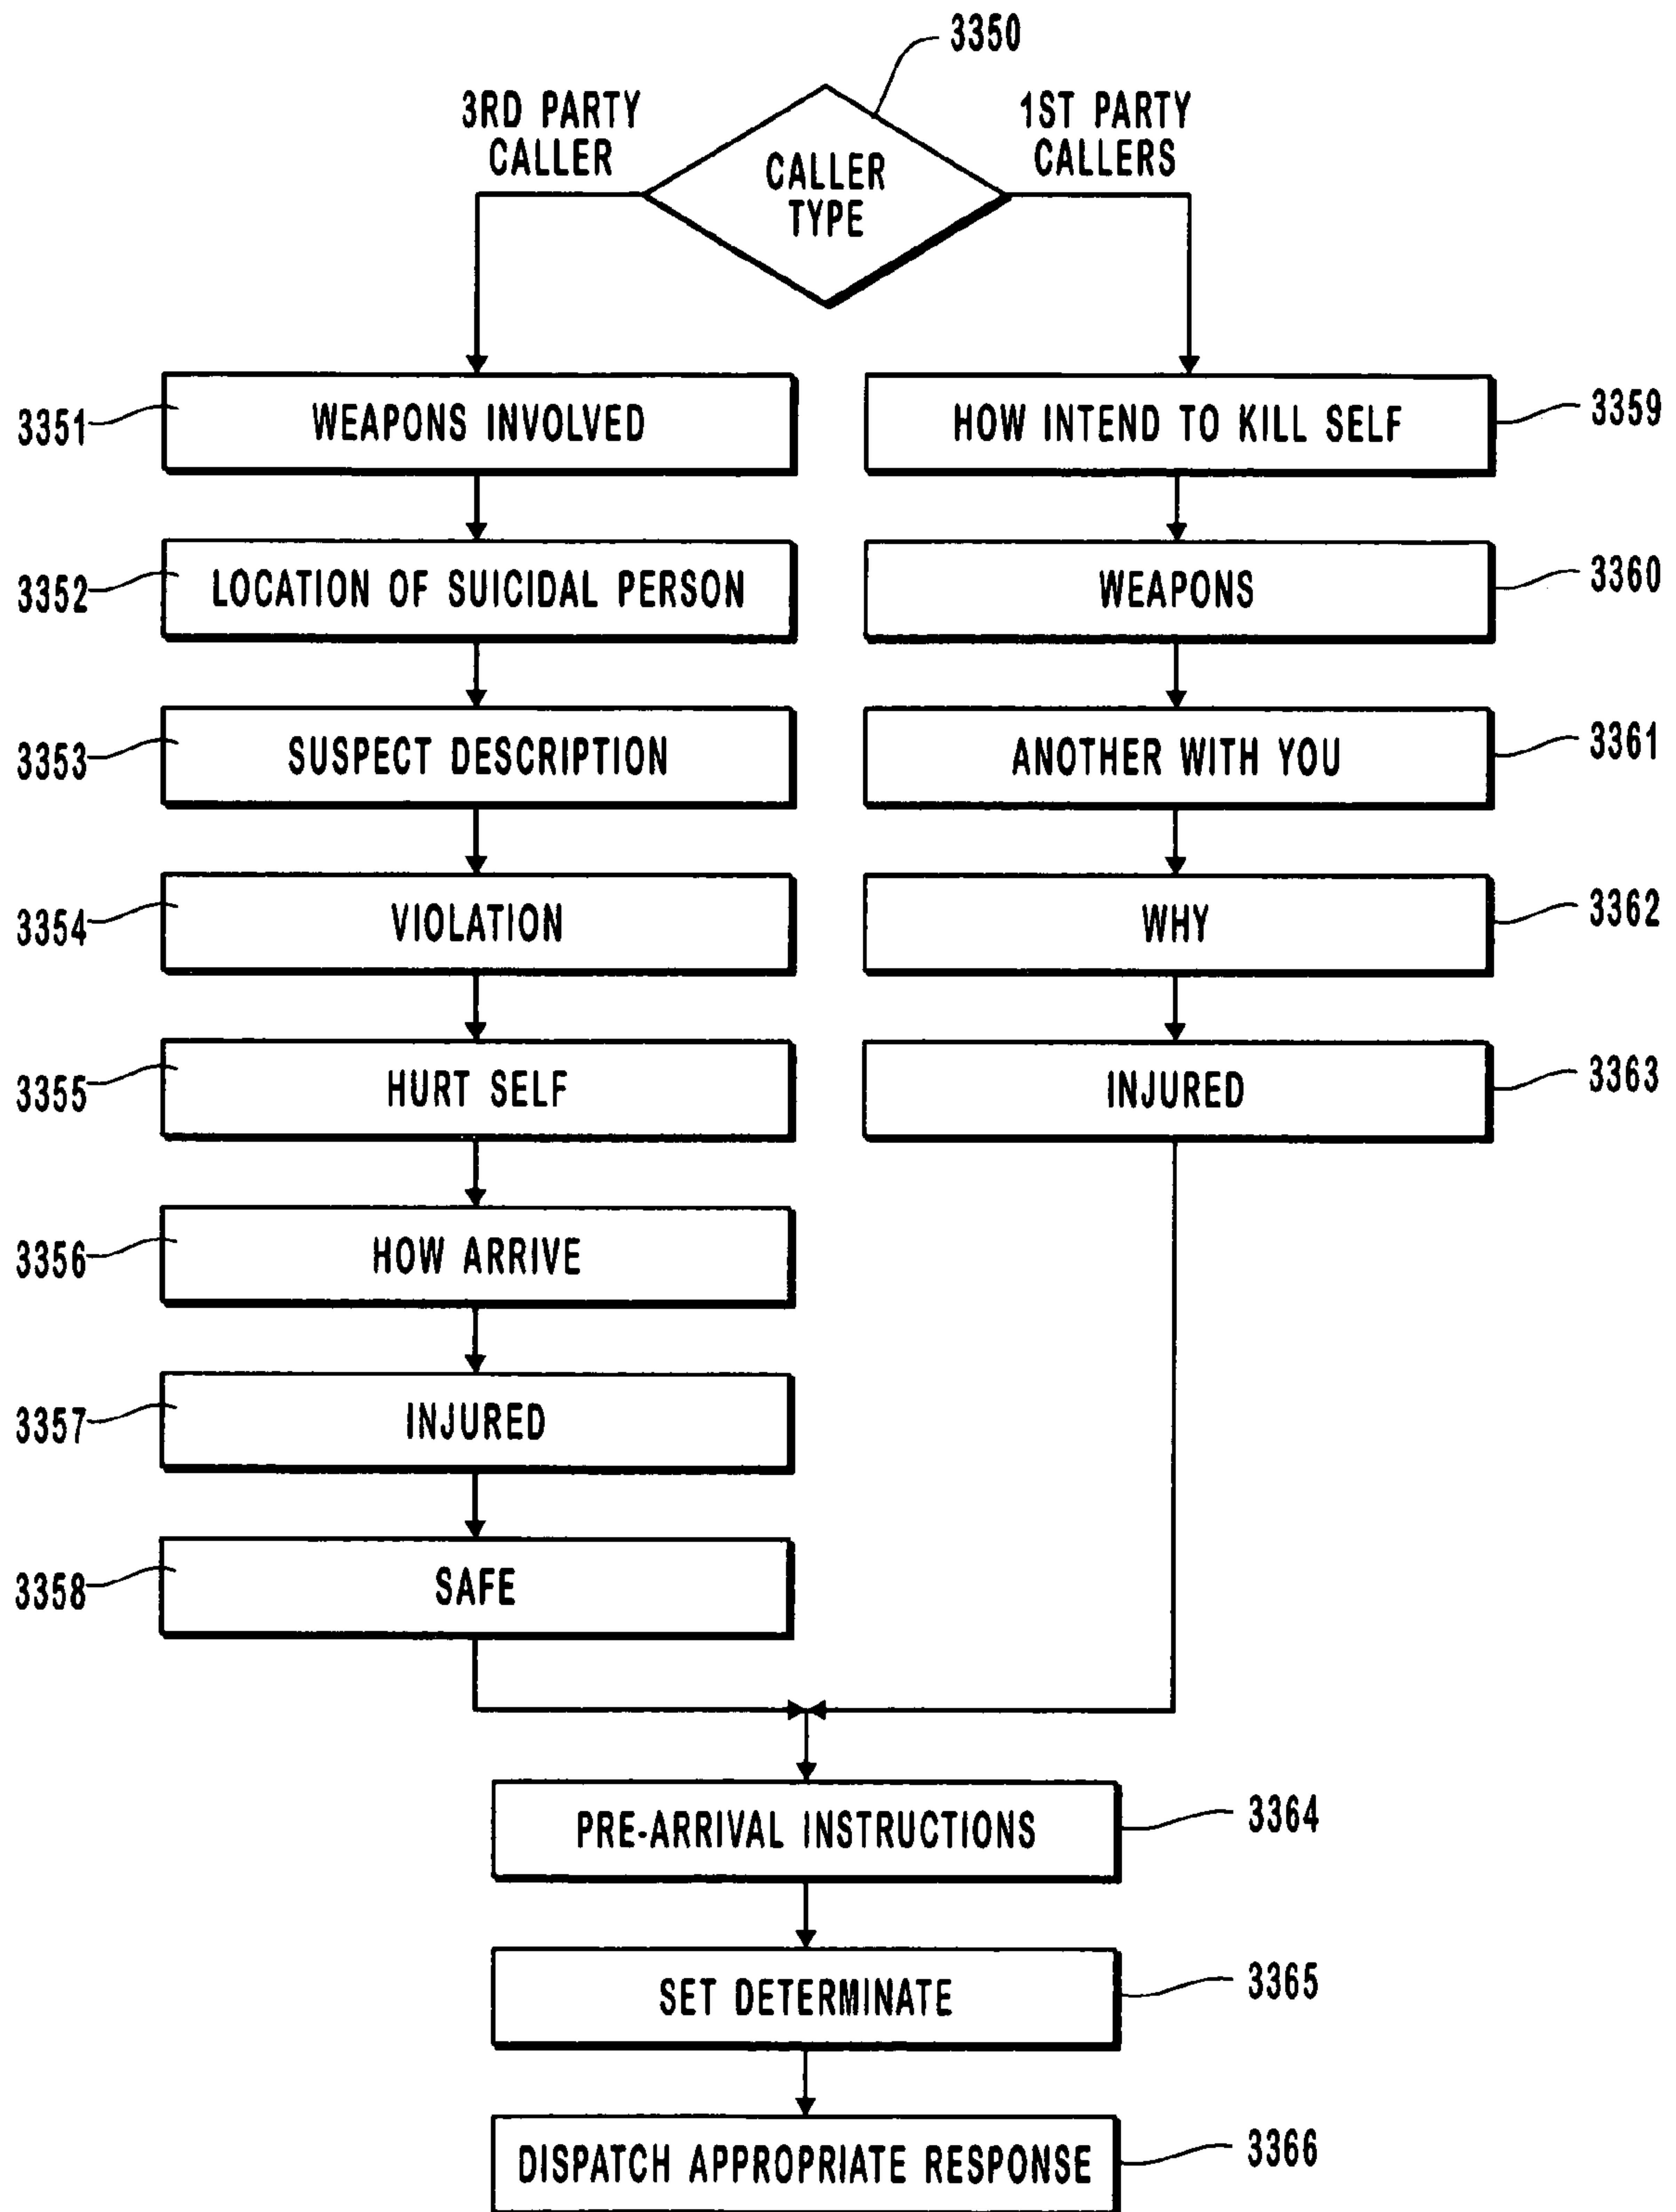 3350
3RD PARTY
CALLER
1ST PARTY
CALLERS
CALLER
TYPE
3351
WEAPONS INVOLVED
HOW INTEND TO KILL SELF
3359
3352
LOCATION OF SUICIDAL PERSON
WEAPONS
3360
3353
SUSPECT DESCRIPTION
ANOTHER WITH YOU
3361
3354
VIOLATION
WHY
3362
3355
HURT SELF
INJURED
3363
3356
HOW ARRIVE
3357
INJURED
3358
SAFE
PRE-ARRIVAL INSTRUCTIONS
3364
SET DETERMINATE
3365
DISPATCH APPROPRIATE RESPONSE
3366